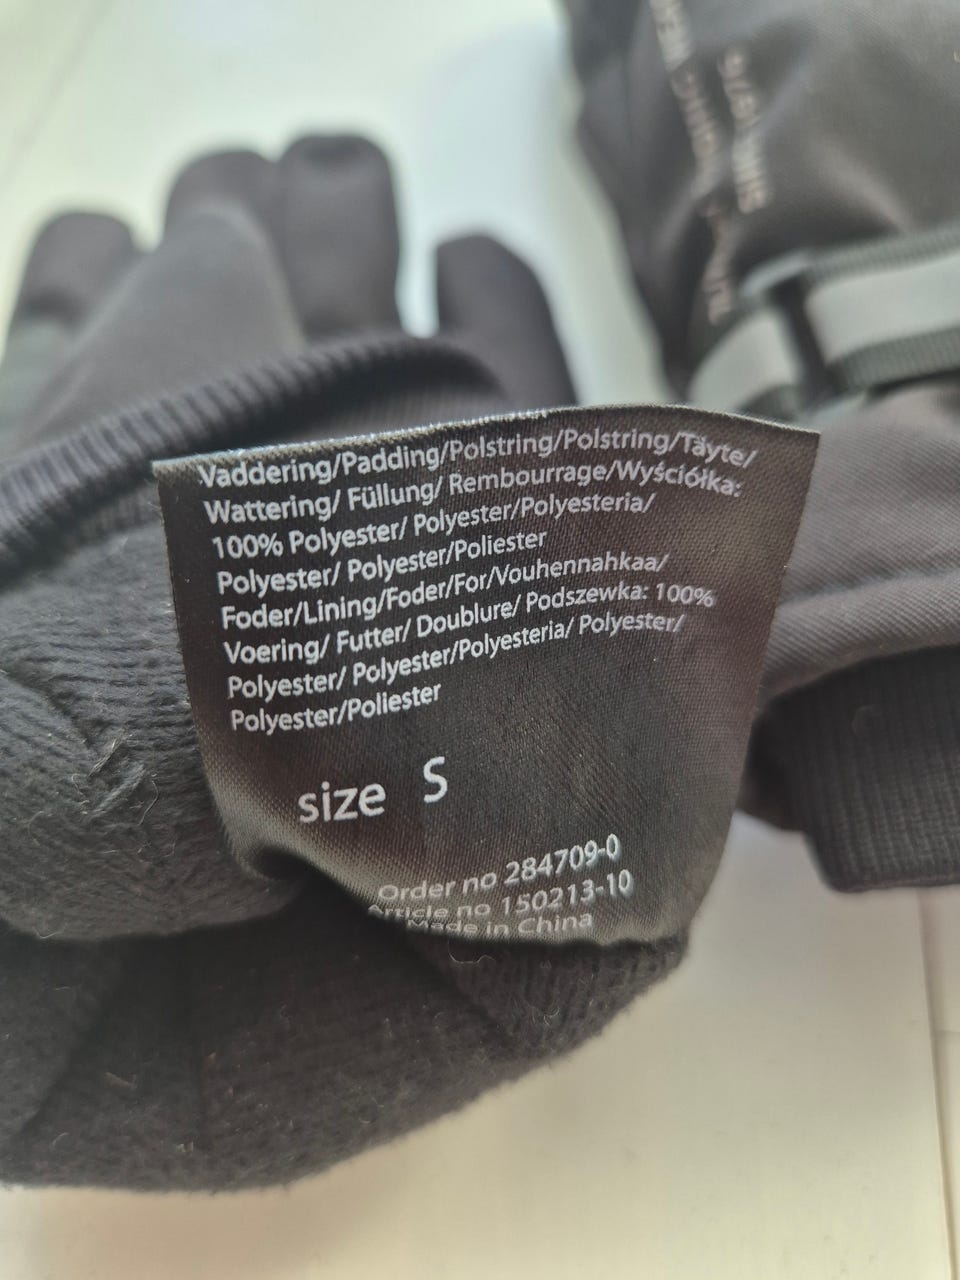 Vaddering/Padding/Polstring/Polstring/Täyte/
Wattering/ Füllung/ Rembourrage/Wyściółka:
100% Polyester/ Polyester/Polyesteria/
Polyester/ Polyester/Poliester
Foder/Lining/Foder/For/Vouhennahkaa/
Voering/ Futter/ Doublure/ Podszewka: 100%
Polyester/ Polyester/Polyesteria/ Polyester/
Polyester/Poliester
size S
Order no 284709-0
Article no 150213-10
Made in China